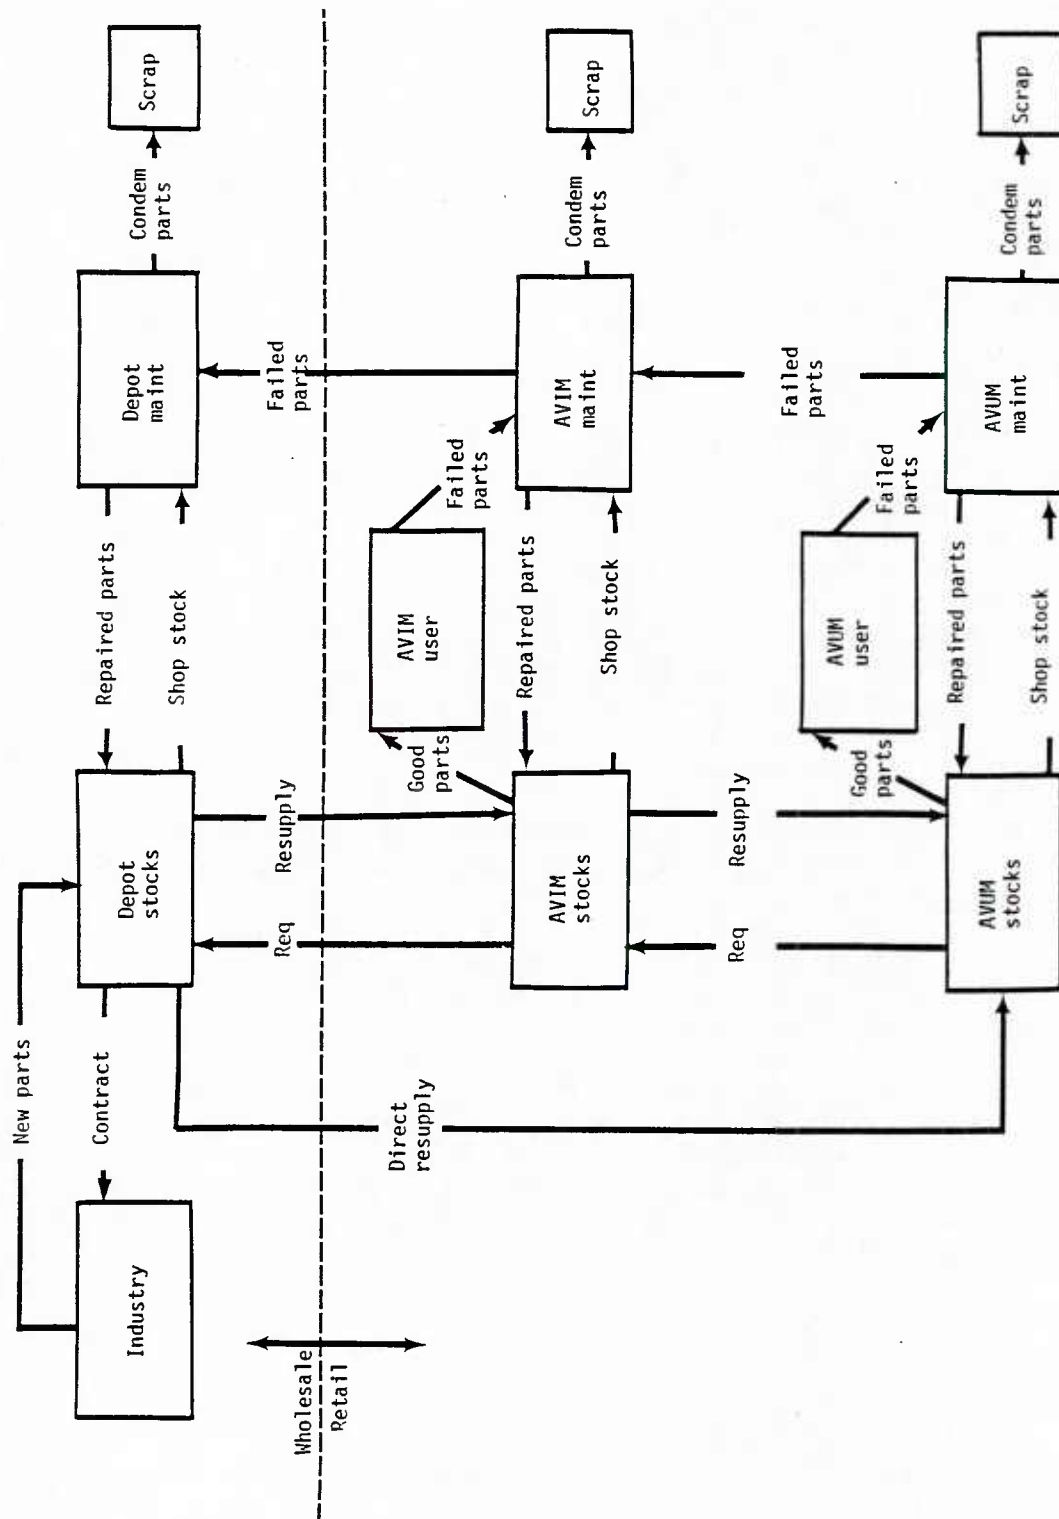 New parts
Industry
Contract
Depot
stocks
Repaired parts
Shop stock
Depot
maint
Condem
parts
Scrap
Wholesale
Retail
Req
Resupply
Failed
parts
Direct
resupply
Good
parts
AVIM
user
Failed
parts
AVIM
stocks
Repaired parts
Shop stock
AVIM
maint
Condem
parts
Scrap
Req
Resupply
Failed
parts
Good
parts
AVUM
user
Failed
parts
AVUM
stocks
Repaired parts
Shop stock
AVUM
maint
Condem
parts
Scrap